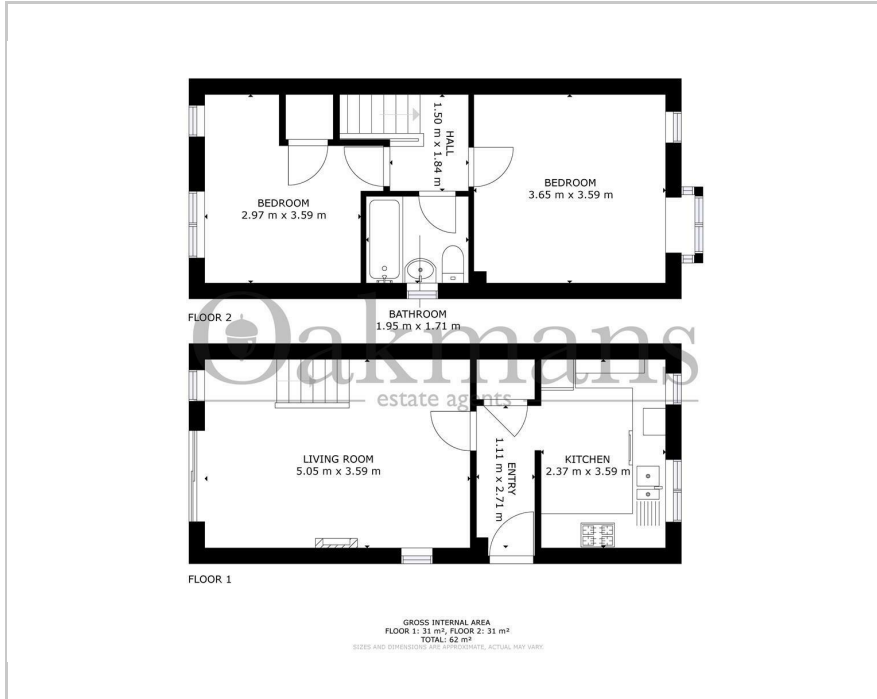 BEDROOM
2.97 m x 3.59 m
HALL
1.50 m x 1.84 m
BEDROOM
3.65 m x 3.59 m
BATHROOM
1.95 m x 1.71 m
FLOOR 2
Oakmans
estate agents
LIVING ROOM
5.05 m x 3.59 m
ENTRY
1.11 m x 2.71 m
KITCHEN
2.37 m x 3.59 m
FLOOR 1
GROSS INTERNAL AREA
FLOOR 1: 31 m², FLOOR 2: 31 m²
TOTAL: 62 m²
SIZES AND DIMENSIONS ARE APPROXIMATE, ACTUAL MAY VARY.